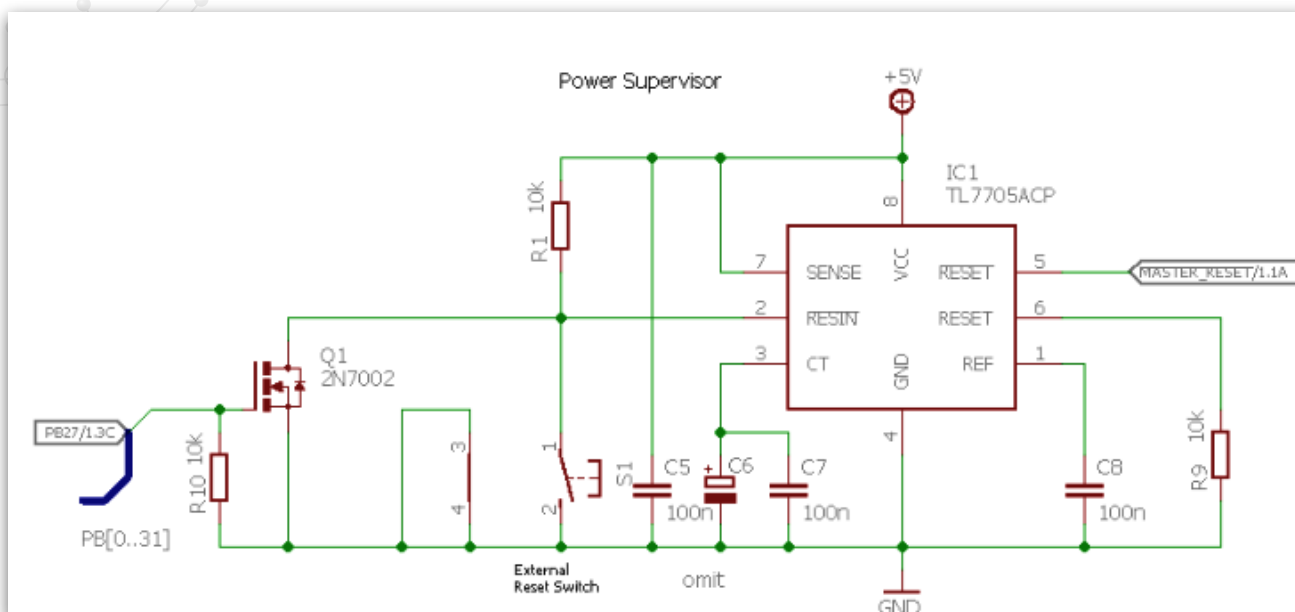 Power Supervisor
+5V
IC1
TL7705ACP
10k
R1
8
VCC
7
SENSE
RESET
5
MASTER_RESET/1.1A
2
RESIN
RESET
6
3
CT
GND
REF
1
4
Q1
2N7002
PB27/1.3C
R10 10k
PB[0..31]
3
4
1
2
S1
External
Reset Switch
C5
100n
+
C6
omit
C7
100n
C8
100n
R9 10k
GND